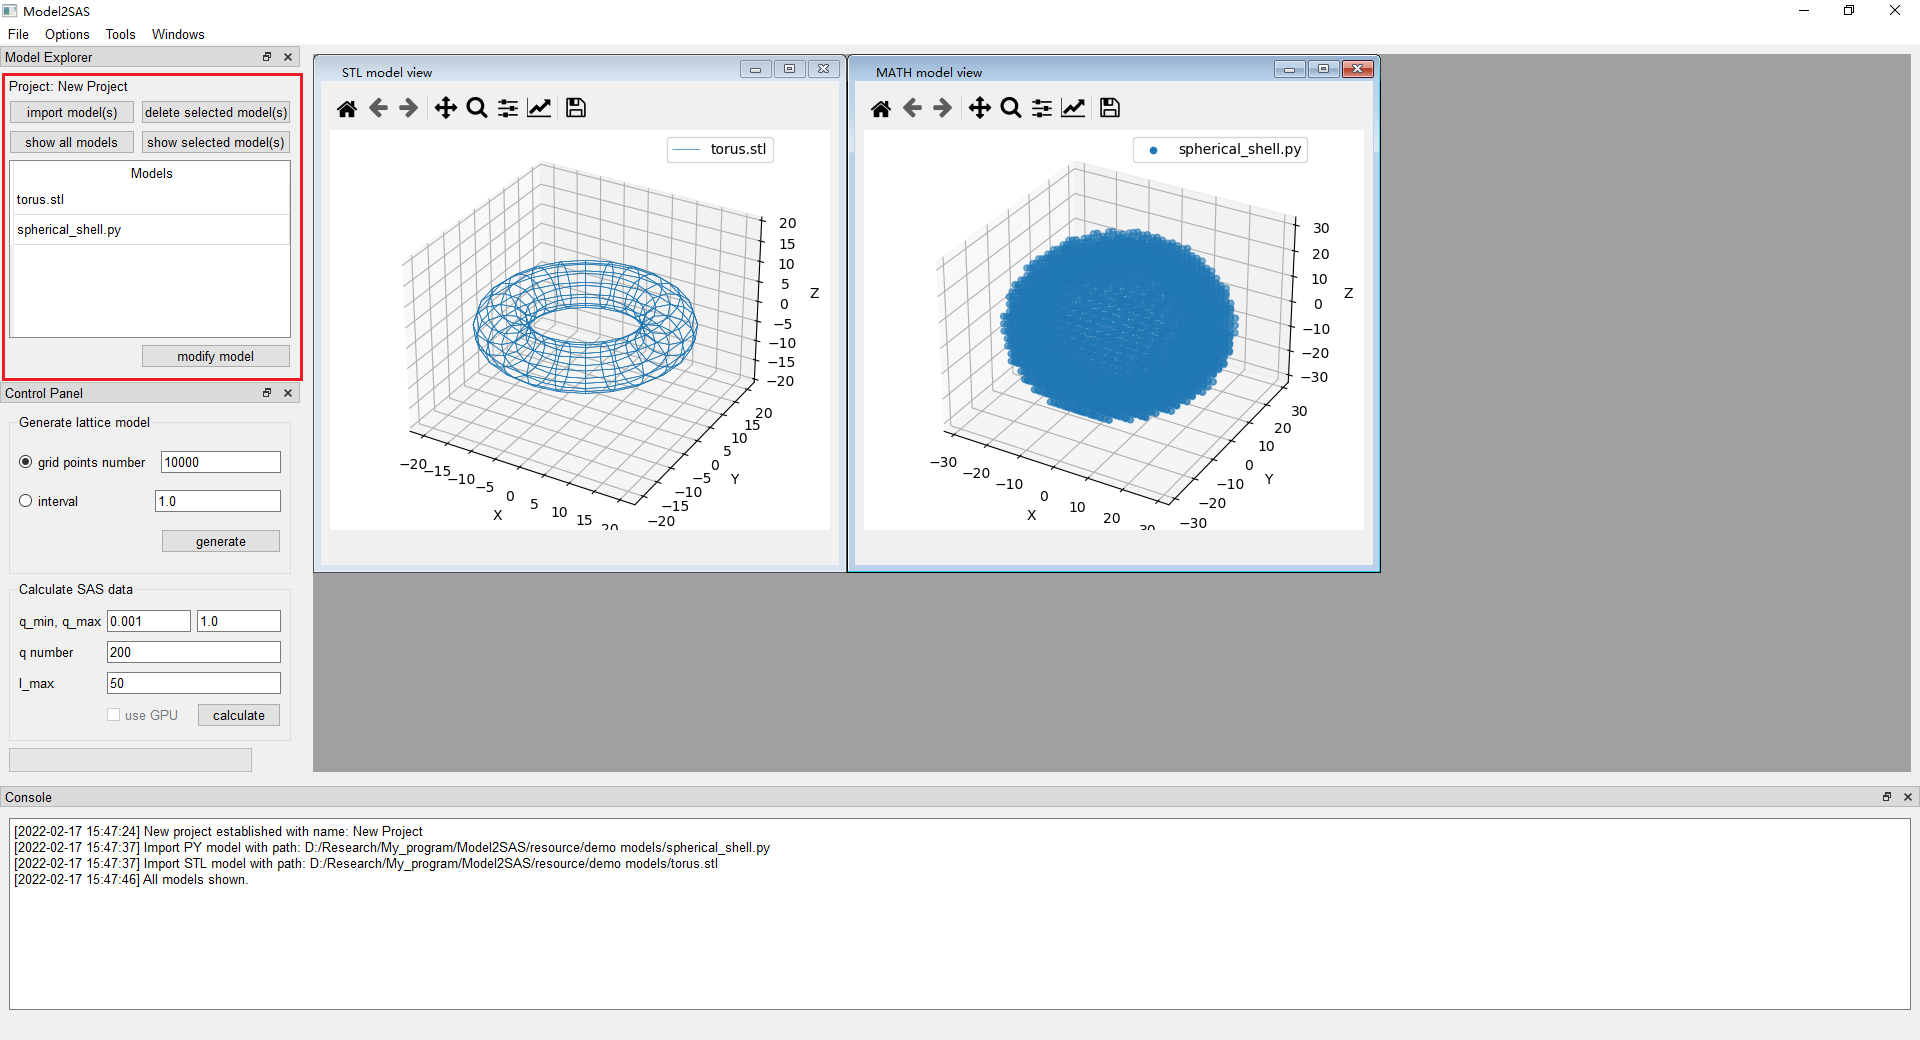 Model2SAS
File Options Tools Windows
Model Explorer
Project: New Project
import model(s) delete selected model(s)
show all models show selected model(s)
Models
torus.stl
spherical_shell.py
modify model
Control Panel
Generate lattice model
grid points number 10000
interval 1.0
generate
Calculate SAS data
q_min, q_max 0.001 1.0
q number 200
l_max 50
use GPU calculate
STL model view
torus.stl
20
15
10
5
0
−5
−10
−15
−20
Z
20
15
10
5
0
−5
−10
−15
−20
Y
−20
−15
−10
−5
0
5
10
15
20
X
MATH model view
spherical_shell.py
30
20
10
0
−10
−20
−30
Z
30
20
10
0
−10
−20
−30
Y
−30
−20
−10
0
10
20
30
X
Console
[2022-02-17 15:47:24] New project established with name: New Project
[2022-02-17 15:47:37] Import PY model with path: D:/Research/My_program/Model2SAS/resource/demo models/spherical_shell.py
[2022-02-17 15:47:37] Import STL model with path: D:/Research/My_program/Model2SAS/resource/demo models/torus.stl
[2022-02-17 15:47:46] All models shown.